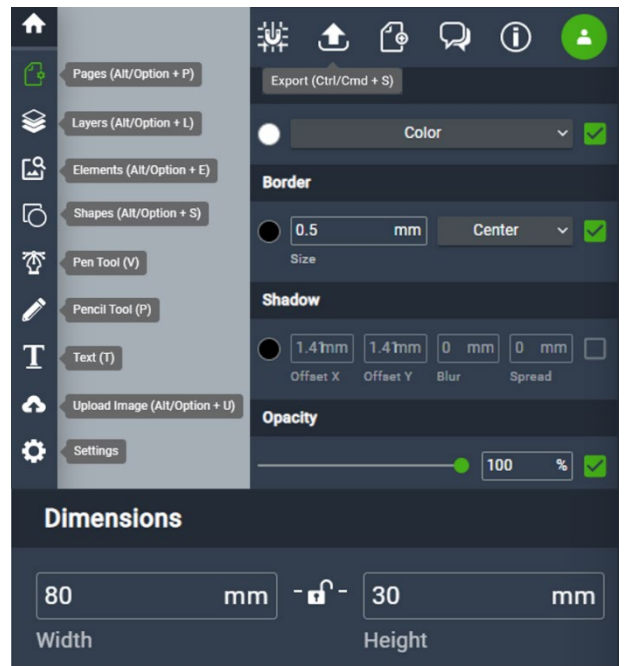 Pages (Alt/Option + P)
Layers (Alt/Option + L)
Elements (Alt/Option + E)
Shapes (Alt/Option + S)
Pen Tool (V)
Pencil Tool (P)
Text (T)
Upload Image (Alt/Option + U)
Settings
Export (Ctrl/Cmd + S)
Color
Border
0.5 mm Center
Size
Shadow
1.41mm 1.41mm 0 mm 0 mm
Offset X Offset Y Blur Spread
Opacity
100 %
Dimensions
80 mm 30 mm
Width Height